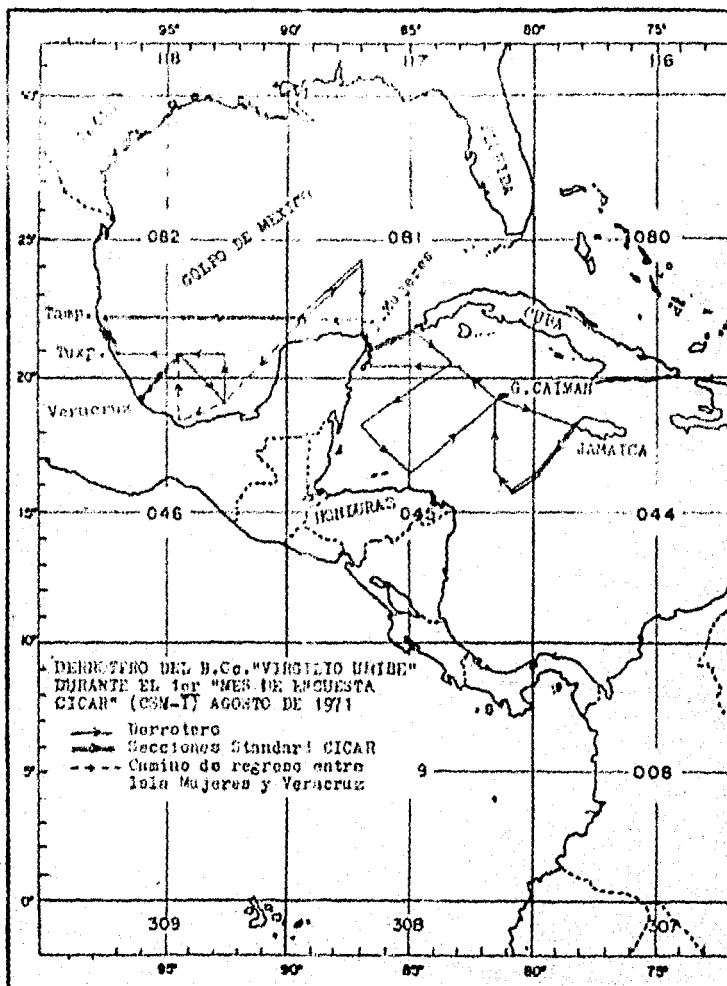 95° 90° 85° 80° 75°
118 117 80° 116
GOLFO DE MEXICO
FLORIDA
25° 082 081 080
Mujeres
Tamp.
CUBA
Tuxp.
20°
G.CAIMAN
Veracruz
JAMAICA
15° 046 HONDURAS 045 044
10°
DERROTERO DEL B.Co."VIRGILIO URIBE"
DURANTE EL 1er "MES DE ENCUESTA
CICAR" (CSM-I) AGOSTO DE 1971
Derrotero
Secciones Standard CICAR
Camino de regreso entre
Isla Mujeres y Veracruz
5° 9 008
0°
309 308 307
95° 90° 85° 80° 75°